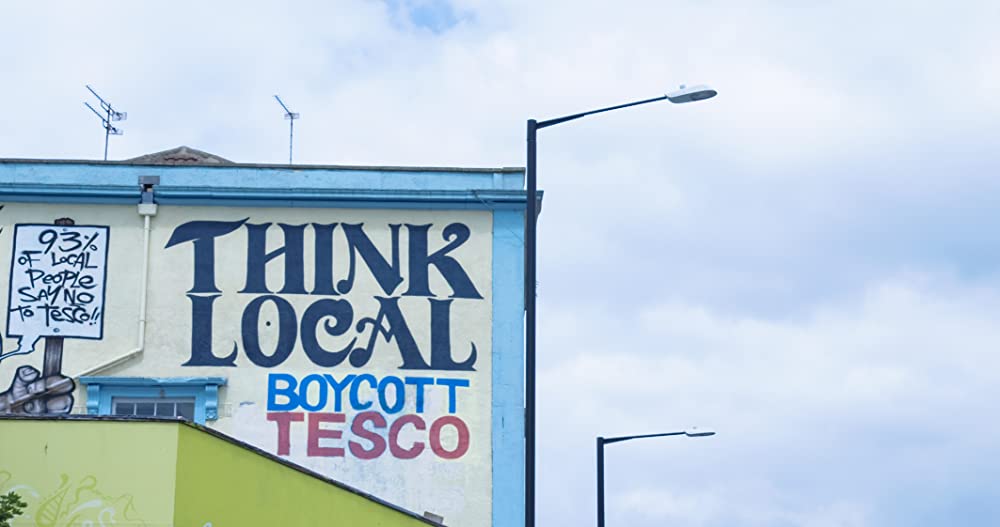 93%
OF LOCAL
PEOPLE
SAY NO
TO TESCO!!
THINK
LOCAL
BOYCOTT
TESCO